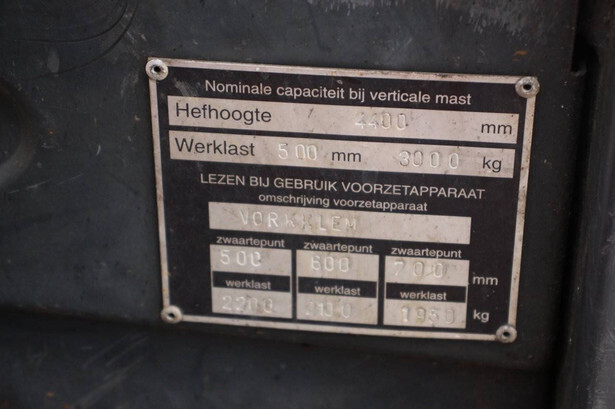 Nominale capaciteit bij verticale mast
Hefhoogte 4400 mm
Werklast 500 mm 3000 kg
LEZEN BIJ GEBRUIK VOORZETAPPARAAT
omschrijving voorzetapparaat
VORKKLEM
zwaartepunt zwaartepunt zwaartepunt
500 600 700 mm
werklast werklast werklast
2200 kg